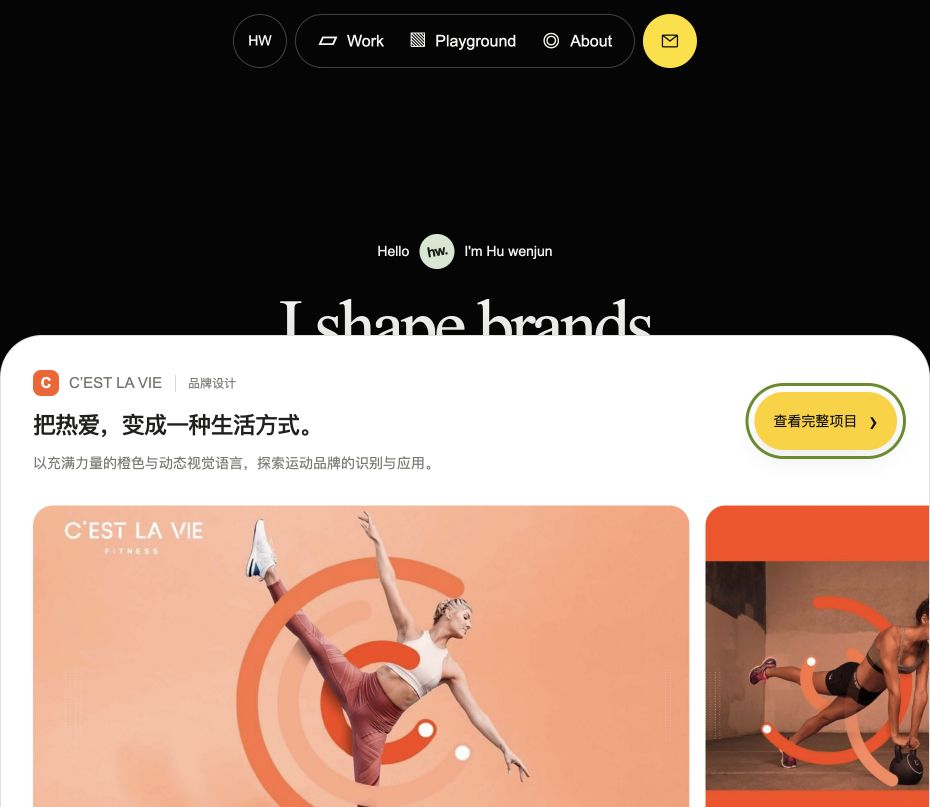 HW
Work
Playground
About
Hello
hw.
I'm Hu wenjun
I shape brands
C
C'EST LA VIE
品牌设计
把热爱，变成一种生活方式。
以充满力量的橙色与动态视觉语言，探索运动品牌的识别与应用。
查看完整项目 ❯
C'EST LA VIE
FITNESS